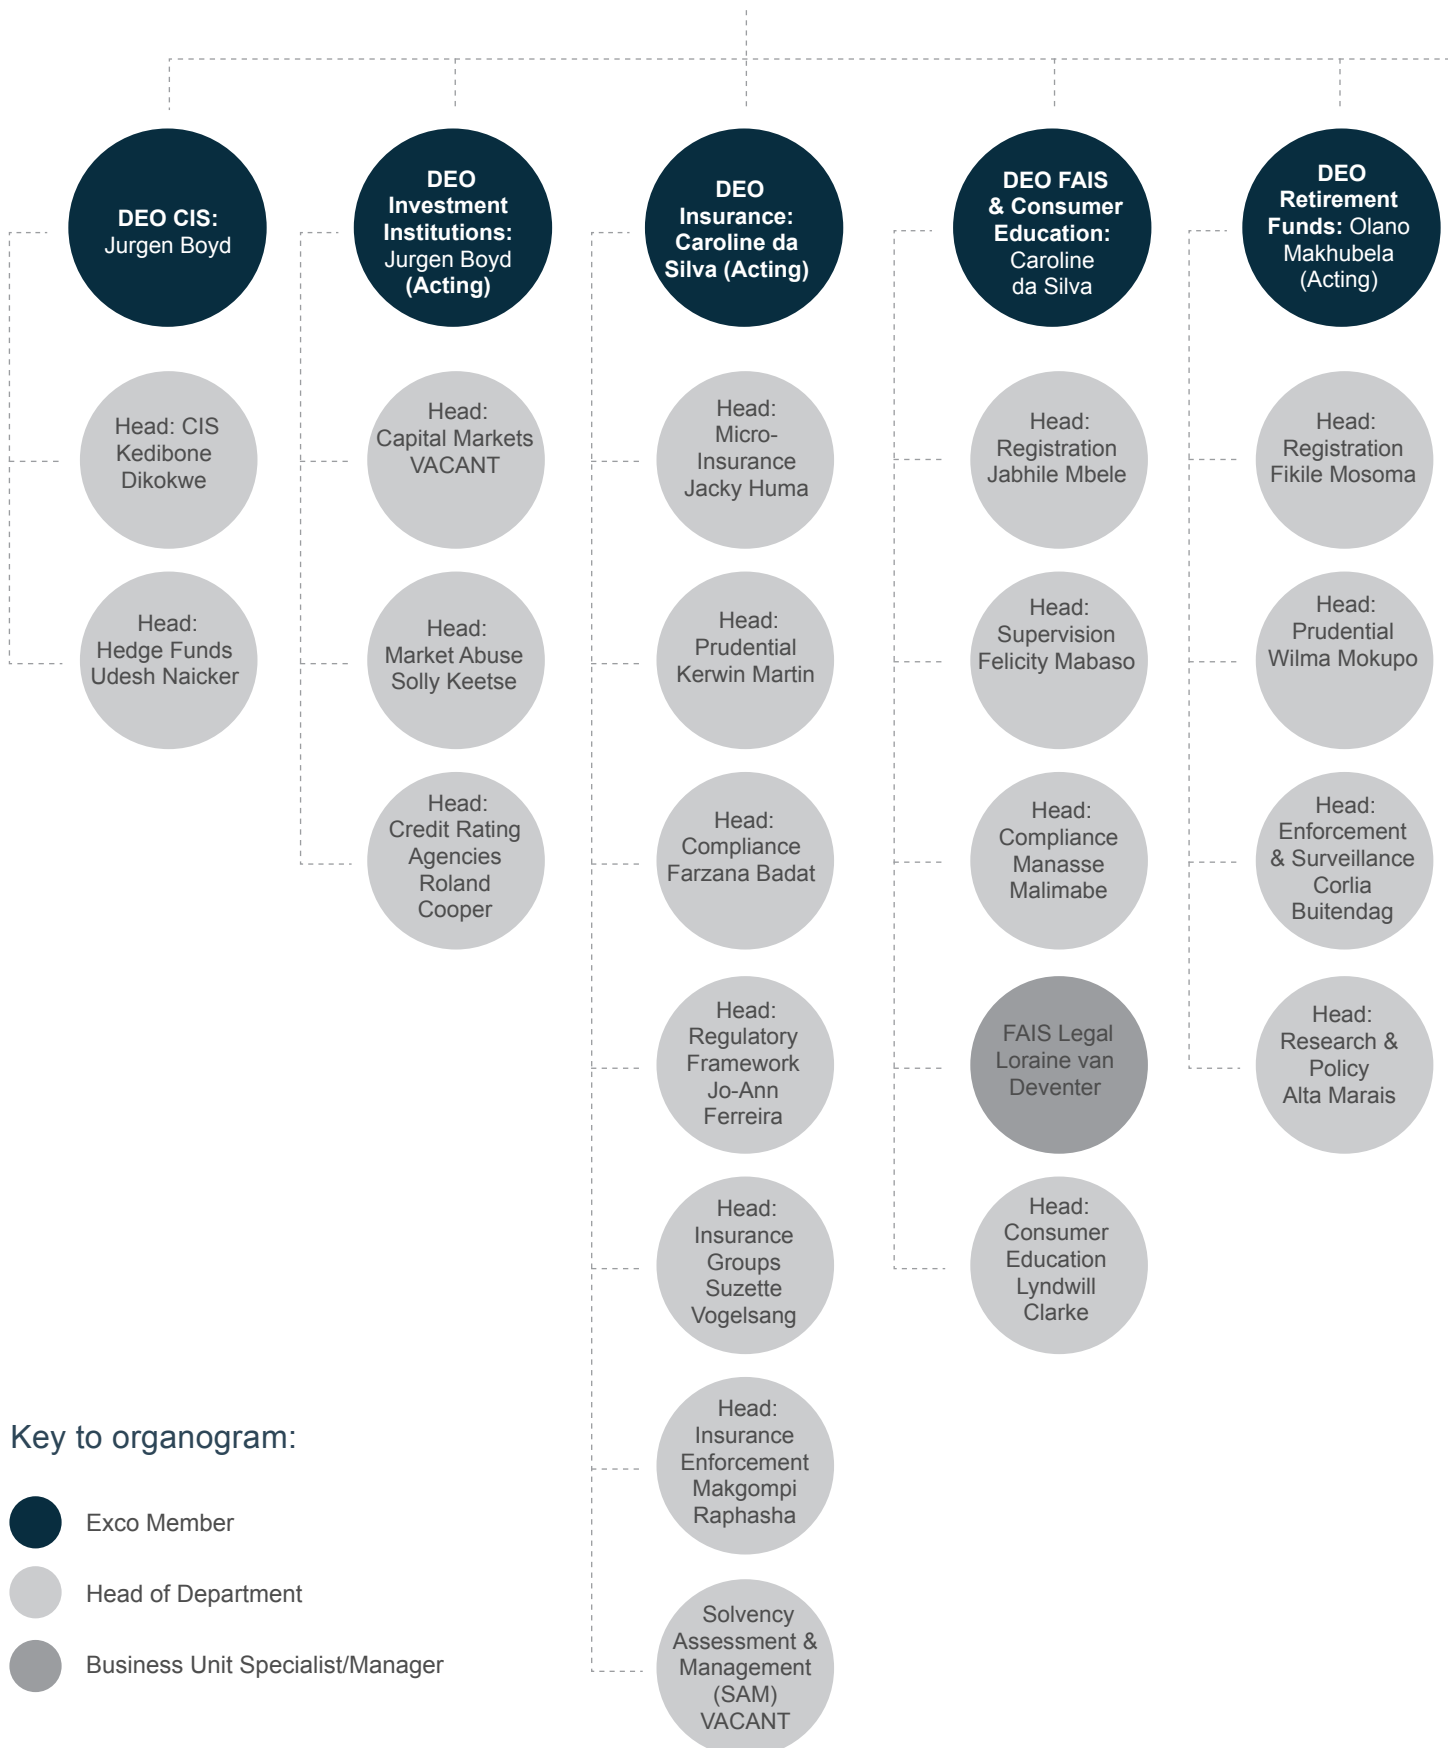 DEO CIS:
Jurgen Boyd
Head: CIS
Kedibone
Dikokwe
Head:
Hedge Funds
Udesh Naicker
DEO
Investment
Institutions:
Jurgen Boyd
(Acting)
Head:
Capital Markets
VACANT
Head:
Market Abuse
Solly Keetse
Head:
Credit Rating
Agencies
Roland
Cooper
DEO
Insurance:
Caroline da
Silva (Acting)
Head:
Micro-
Insurance
Jacky Huma
Head:
Prudential
Kerwin Martin
Head:
Compliance
Farzana Badat
Head:
Regulatory
Framework
Jo-Ann
Ferreira
Head:
Insurance
Groups
Suzette
Vogelsang
Head:
Insurance
Enforcement
Makgompi
Raphasha
Solvency
Assessment &
Management
(SAM)
VACANT
DEO FAIS
& Consumer
Education:
Caroline
da Silva
Head:
Registration
Jabhile Mbele
Head:
Supervision
Felicity Mabaso
Head:
Compliance
Manasse
Malimabe
FAIS Legal
Loraine van
Deventer
Head:
Consumer
Education
Lyndwill
Clarke
DEO
Retirement
Funds: Olano
Makhubela
(Acting)
Head:
Registration
Fikile Mosoma
Head:
Prudential
Wilma Mokupo
Head:
Enforcement
& Surveillance
Corlia
Buitendag
Head:
Research &
Policy
Alta Marais
Key to organogram:
Exco Member
Head of Department
Business Unit Specialist/Manager